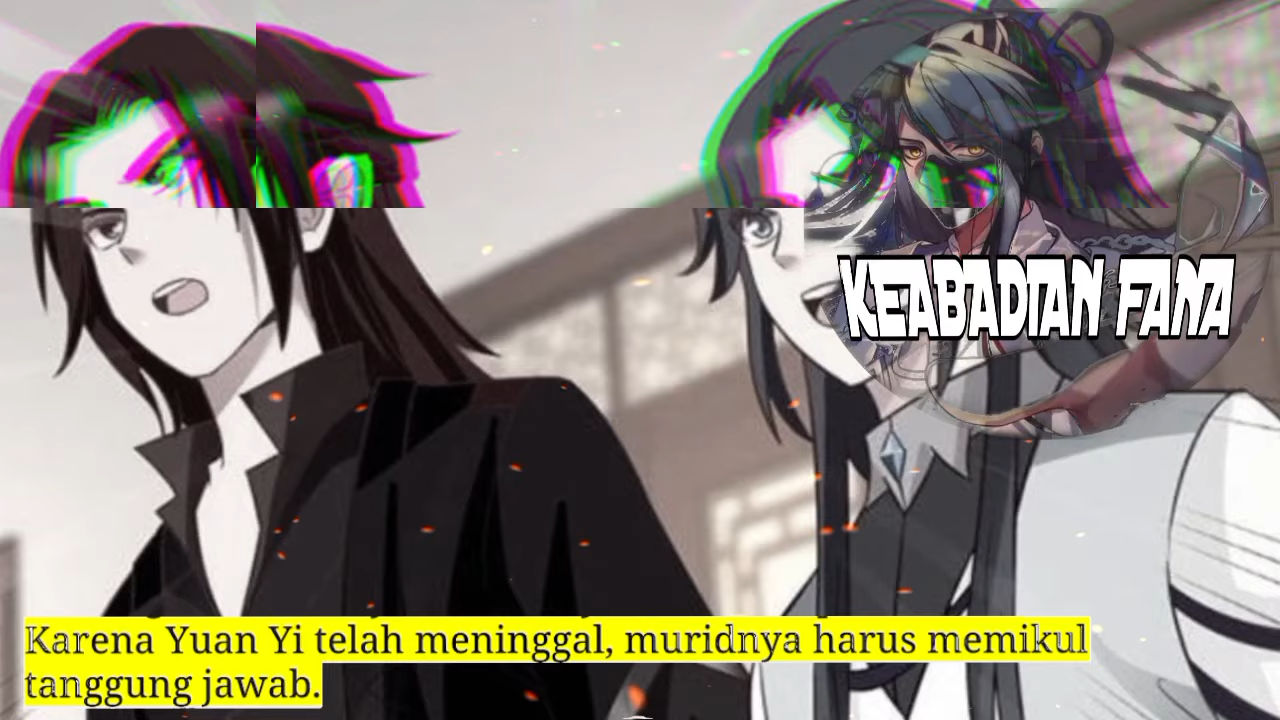 KEABADIAN FANA
Karena Yuan Yi telah meninggal, muridnya harus memikul
tanggung jawab.